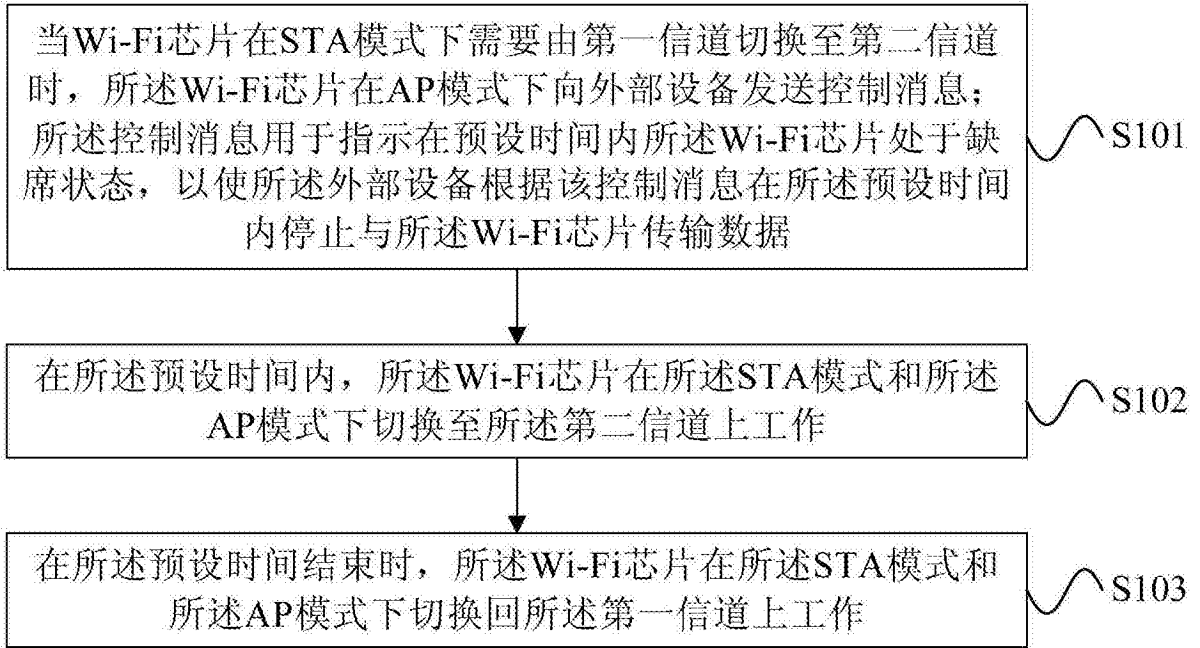 当Wi-Fi芯片在STA模式下需要由第一信道切换至第二信道
时，所述Wi-Fi芯片在AP模式下向外部设备发送控制消息；
所述控制消息用于指示在预设时间内所述Wi-Fi芯片处于缺
席状态，以使所述外部设备根据该控制消息在所述预设时间
内停止与所述Wi-Fi芯片传输数据
S101
在所述预设时间内，所述Wi-Fi芯片在所述STA模式和所述
AP模式下切换至所述第二信道上工作
S102
在所述预设时间结束时，所述Wi-Fi芯片在所述STA模式和
所述AP模式下切换回所述第一信道上工作
S103